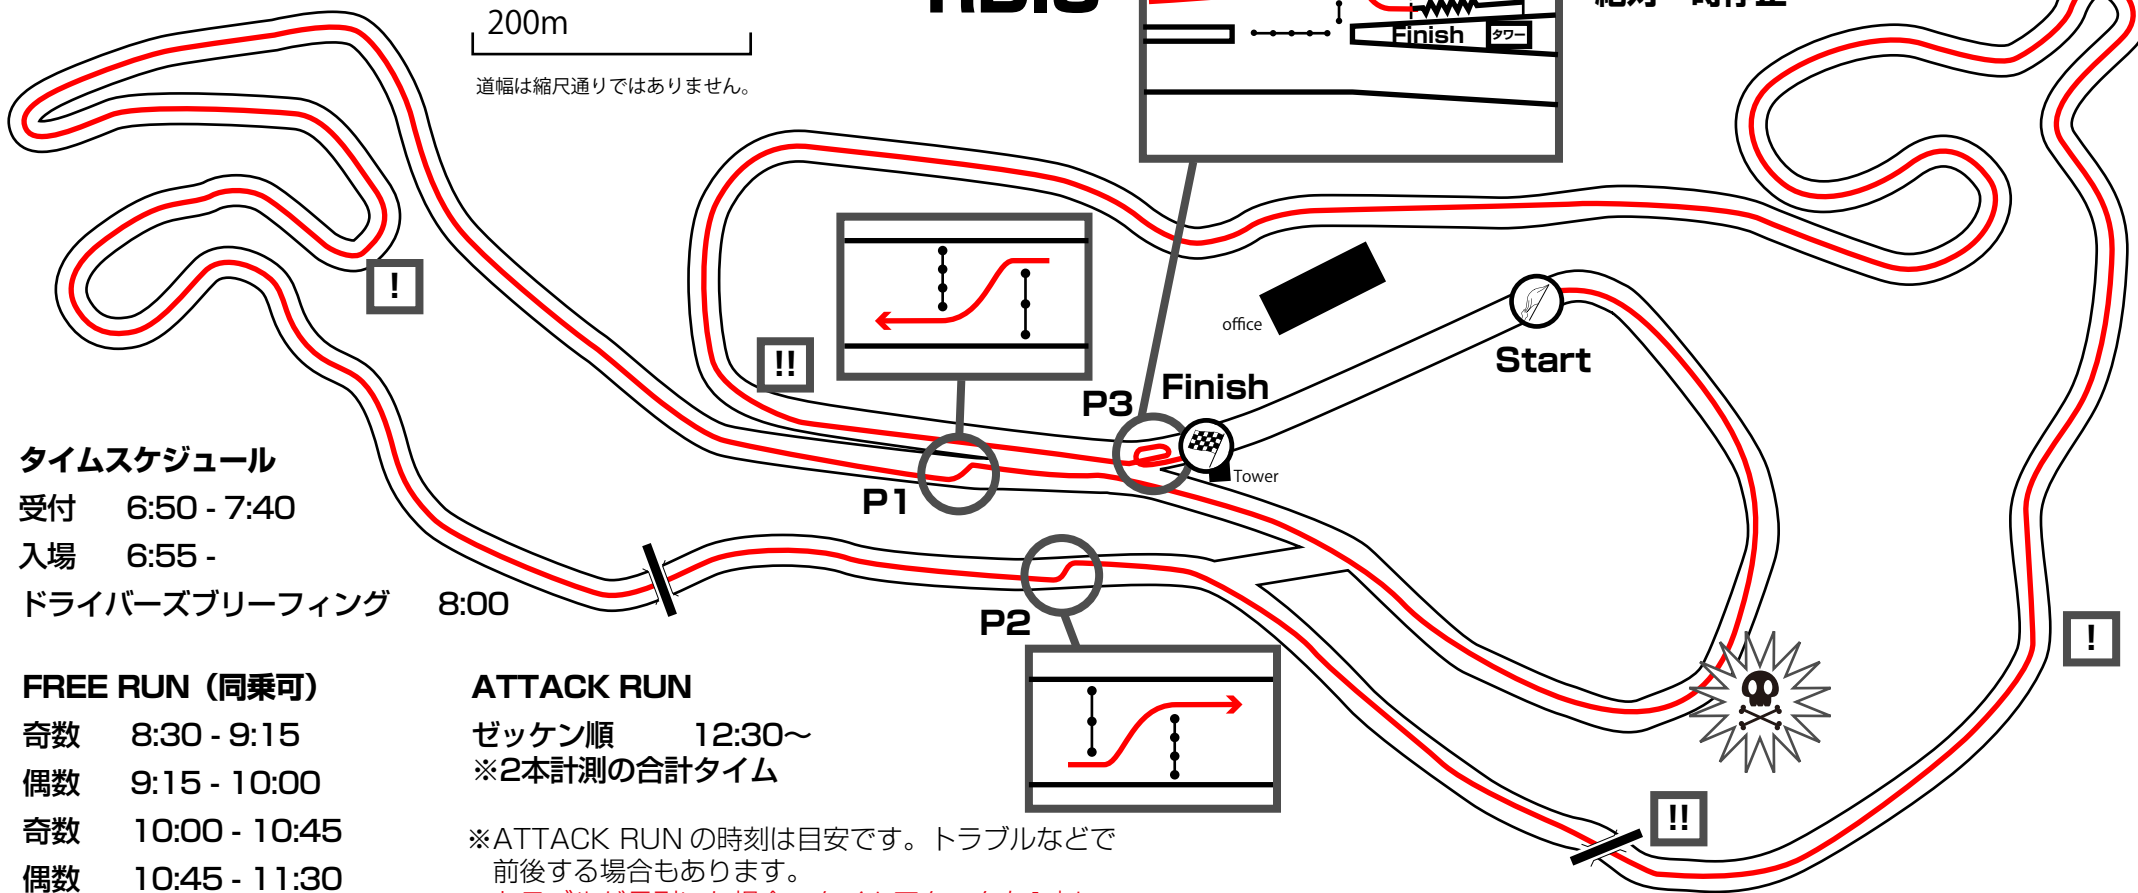 200m
道幅は縮尺通りではありません。
Finish
タワー
!
!!
office
Start
Finish
P3
Tower
P1
P2
!
!!
タイムスケジュール
受付 6:50 - 7:40
入場 6:55 -
ドライバーズブリーフィング 8:00
FREE RUN（同乗可）
奇数 8:30 - 9:15
偶数 9:15 - 10:00
奇数 10:00 - 10:45
偶数 10:45 - 11:30
ATTACK RUN
ゼッケン順 12:30～
※2本計測の合計タイム
※ATTACK RUN の時刻は目安です。トラブルなどで
前後する場合もあります。